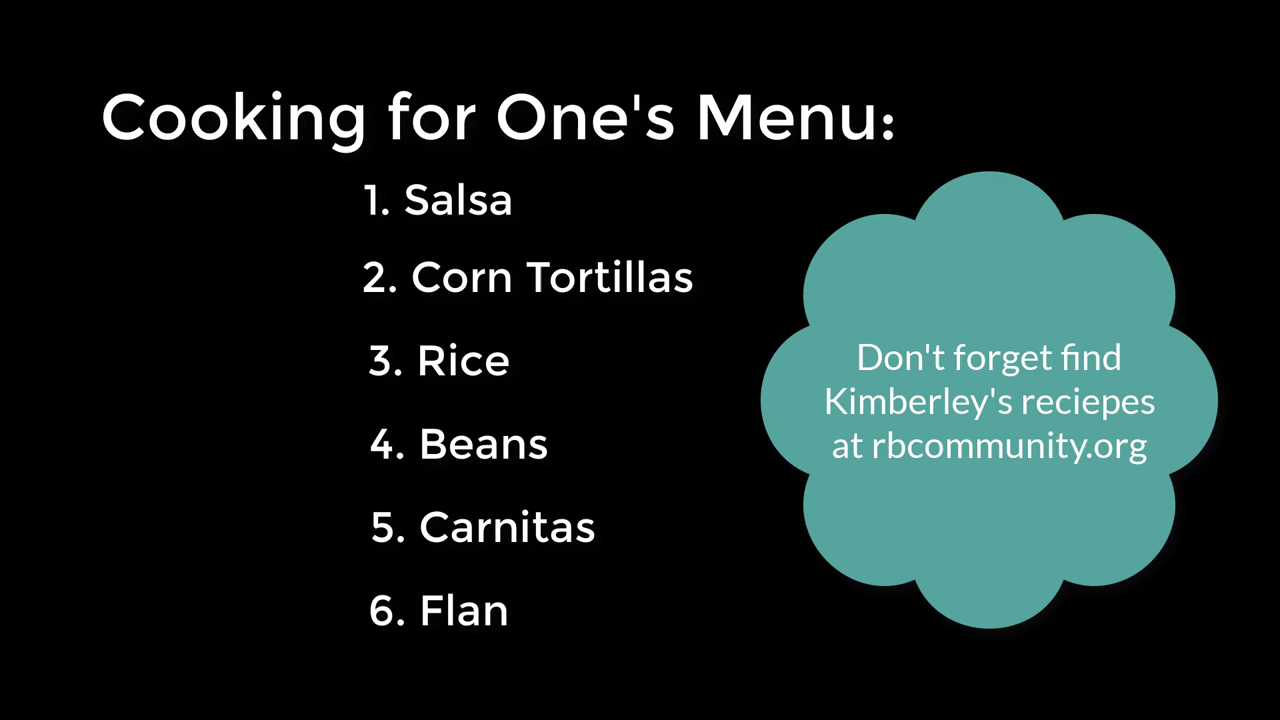 Cooking for One's Menu:
1. Salsa
2. Corn Tortillas
3. Rice
4. Beans
5. Carnitas
6. Flan
Don't forget find
Kimberley's reciepes
at rbcommunity.org